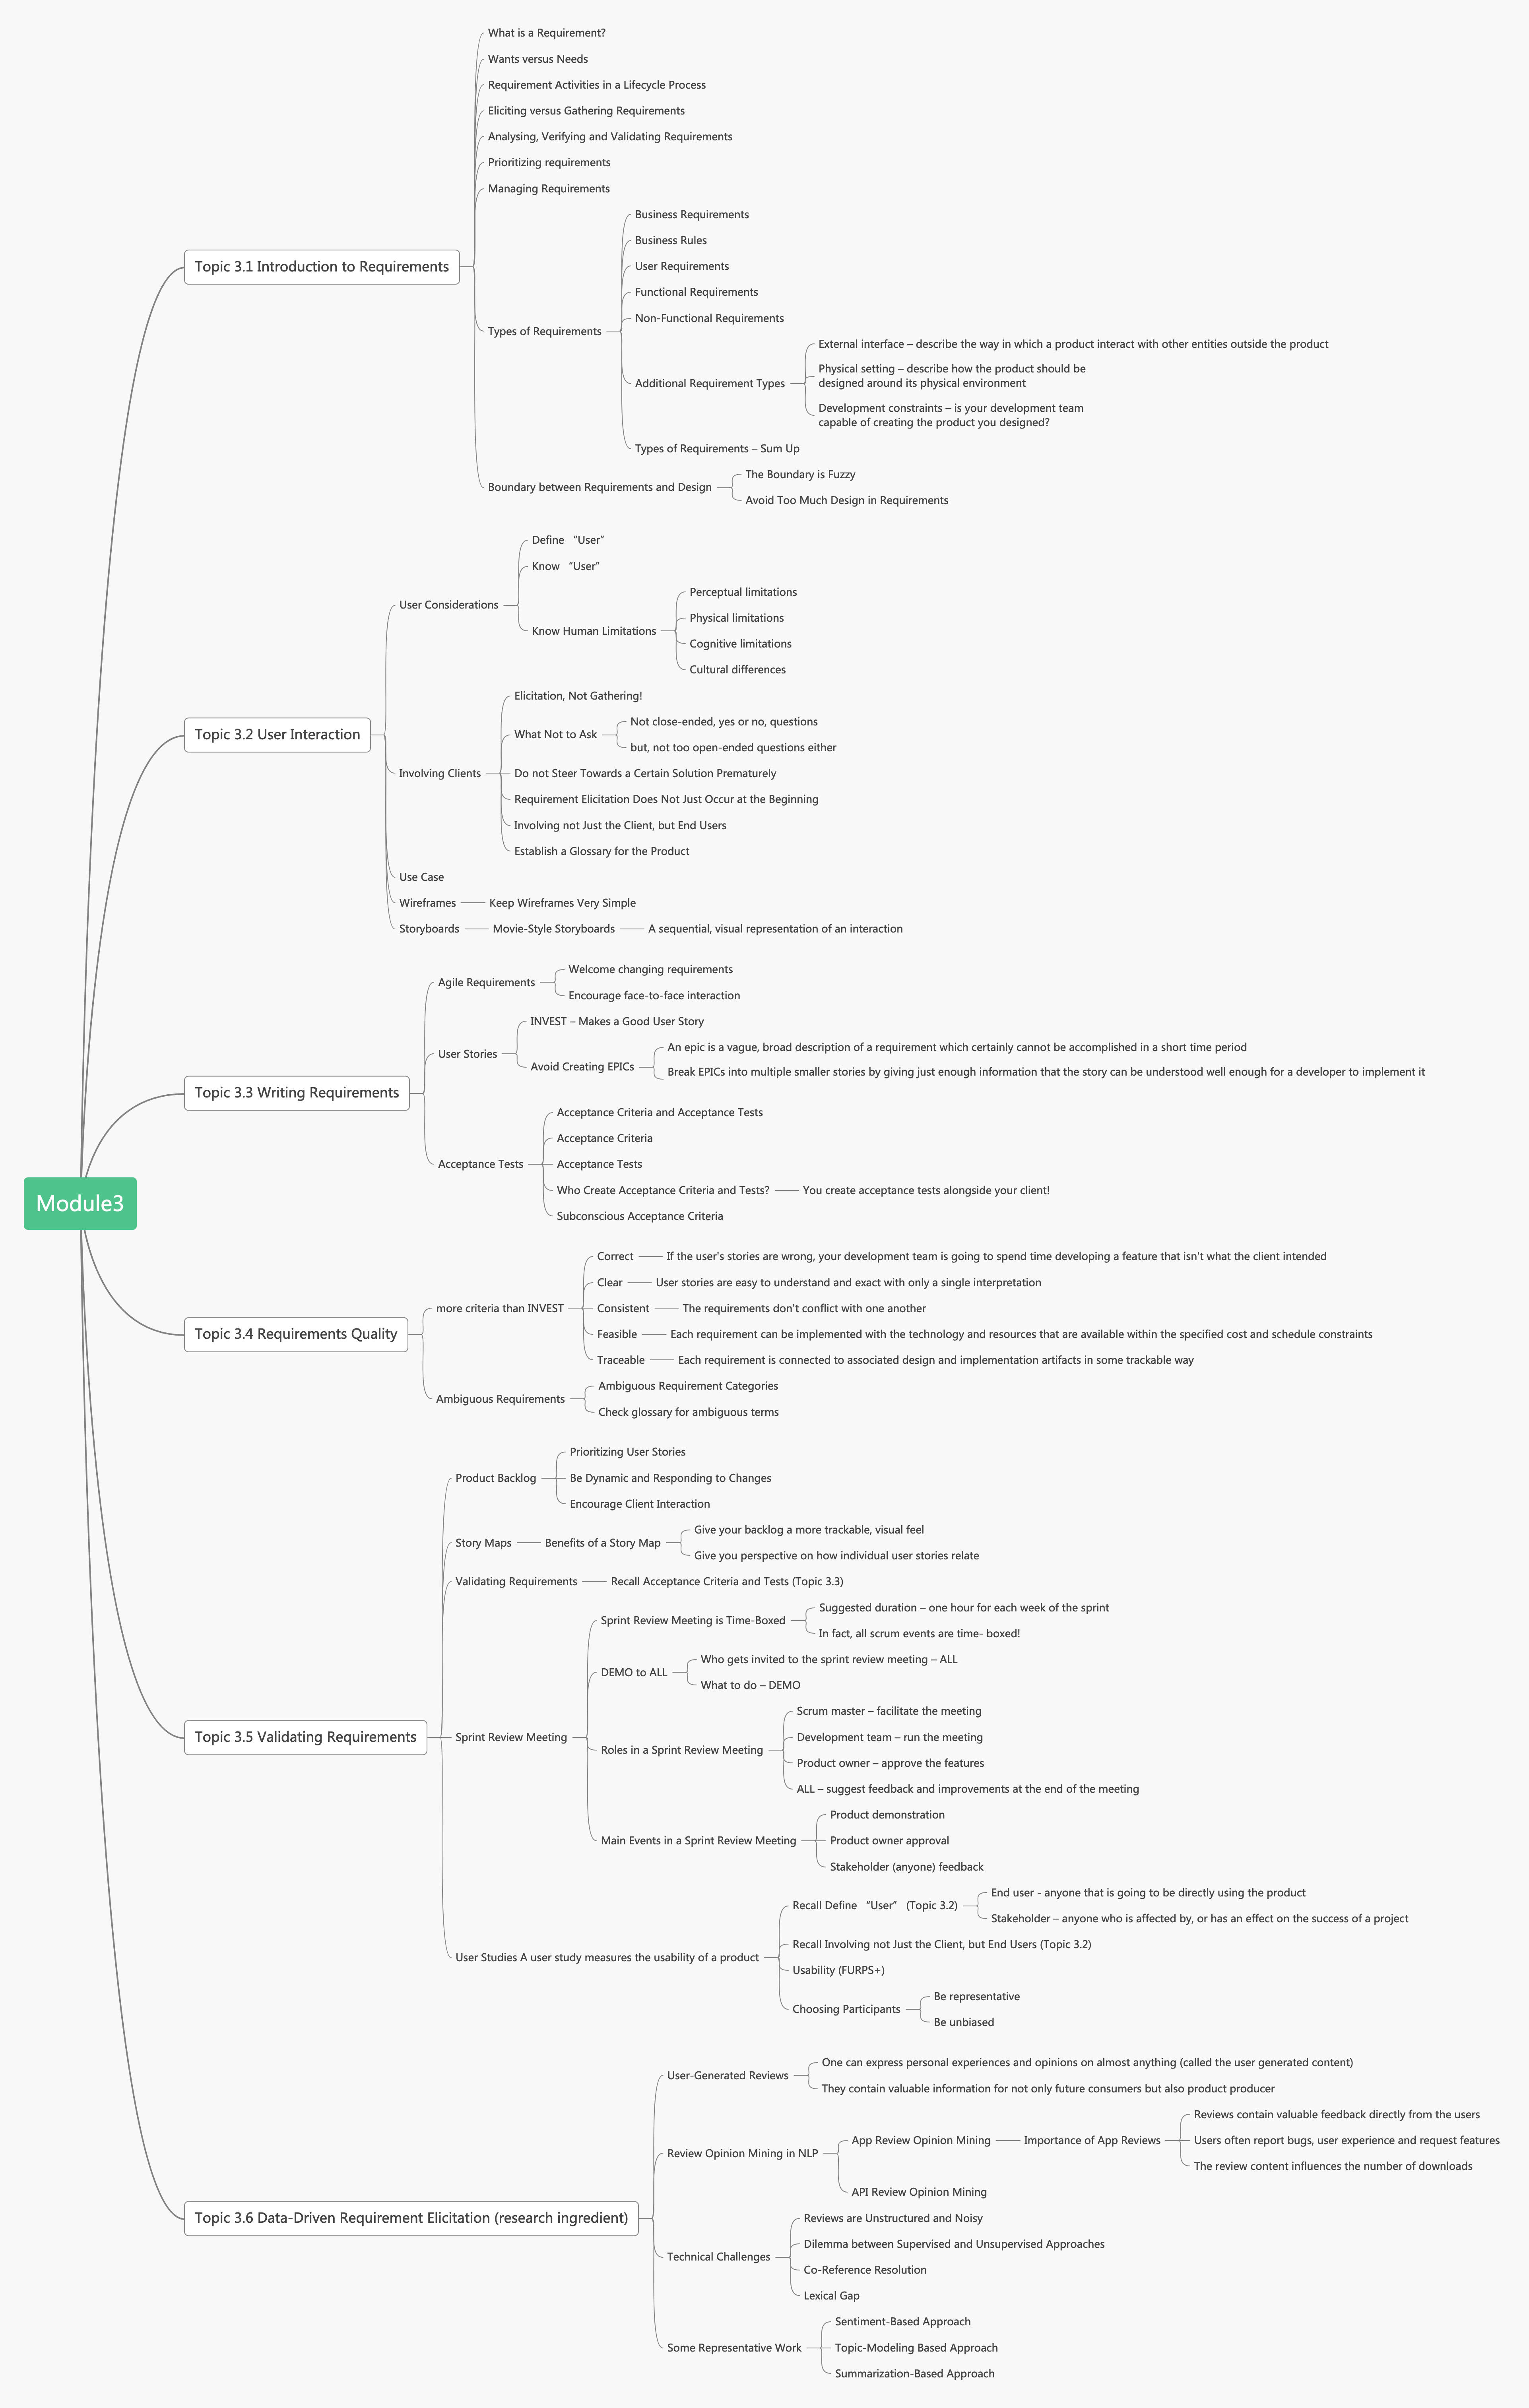 What is a Requirement?
Wants versus Needs
Requirement Activities in a Lifecycle Process
Eliciting versus Gathering Requirements
Analysing, Verifying and Validating Requirements
Prioritizing requirements
Managing Requirements
Business Requirements
Business Rules
User Requirements
Functional Requirements
Non-Functional Requirements
Topic 3.1 Introduction to Requirements
Types of Requirements
Additional Requirement Types
External interface – describe the way in which a product interact with other entities outside the product
Physical setting – describe how the product should be
designed around its physical environment
Development constraints – is your development team
capable of creating the product you designed?
Types of Requirements – Sum Up
Boundary between Requirements and Design
The Boundary is Fuzzy
Avoid Too Much Design in Requirements
Topic 3.2 User Interaction
User Considerations
Define “User”
Know “User”
Know Human Limitations
Perceptual limitations
Physical limitations
Cognitive limitations
Cultural differences
Involving Clients
Elicitation, Not Gathering!
What Not to Ask
Not close-ended, yes or no, questions
but, not too open-ended questions either
Do not Steer Towards a Certain Solution Prematurely
Requirement Elicitation Does Not Just Occur at the Beginning
Involving not Just the Client, but End Users
Establish a Glossary for the Product
Use Case
Wireframes
Keep Wireframes Very Simple
Storyboards
Movie-Style Storyboards
A sequential, visual representation of an interaction
Topic 3.3 Writing Requirements
Agile Requirements
Welcome changing requirements
Encourage face-to-face interaction
User Stories
INVEST – Makes a Good User Story
Avoid Creating EPICs
An epic is a vague, broad description of a requirement which certainly cannot be accomplished in a short time period
Break EPICs into multiple smaller stories by giving just enough information that the story can be understood well enough for a developer to implement it
Acceptance Tests
Acceptance Criteria and Acceptance Tests
Acceptance Criteria
Acceptance Tests
Who Create Acceptance Criteria and Tests?
You create acceptance tests alongside your client!
Subconscious Acceptance Criteria
Module3
Topic 3.4 Requirements Quality
more criteria than INVEST
Correct
If the user's stories are wrong, your development team is going to spend time developing a feature that isn't what the client intended
Clear
User stories are easy to understand and exact with only a single interpretation
Consistent
The requirements don't conflict with one another
Feasible
Each requirement can be implemented with the technology and resources that are available within the specified cost and schedule constraints
Traceable
Each requirement is connected to associated design and implementation artifacts in some trackable way
Ambiguous Requirements
Ambiguous Requirement Categories
Check glossary for ambiguous terms
Topic 3.5 Validating Requirements
Product Backlog
Prioritizing User Stories
Be Dynamic and Responding to Changes
Encourage Client Interaction
Story Maps
Benefits of a Story Map
Give your backlog a more trackable, visual feel
Give you perspective on how individual user stories relate
Validating Requirements
Recall Acceptance Criteria and Tests (Topic 3.3)
Sprint Review Meeting
Sprint Review Meeting is Time-Boxed
Suggested duration – one hour for each week of the sprint
In fact, all scrum events are time- boxed!
DEMO to ALL
Who gets invited to the sprint review meeting – ALL
What to do – DEMO
Roles in a Sprint Review Meeting
Scrum master – facilitate the meeting
Development team – run the meeting
Product owner – approve the features
ALL – suggest feedback and improvements at the end of the meeting
Main Events in a Sprint Review Meeting
Product demonstration
Product owner approval
Stakeholder (anyone) feedback
User Studies A user study measures the usability of a product
Recall Define “User” (Topic 3.2)
End user - anyone that is going to be directly using the product
Stakeholder – anyone who is affected by, or has an effect on the success of a project
Recall Involving not Just the Client, but End Users (Topic 3.2)
Usability (FURPS+)
Choosing Participants
Be representative
Be unbiased
Topic 3.6 Data-Driven Requirement Elicitation (research ingredient)
User-Generated Reviews
One can express personal experiences and opinions on almost anything (called the user generated content)
They contain valuable information for not only future consumers but also product producer
Review Opinion Mining in NLP
App Review Opinion Mining
Importance of App Reviews
Reviews contain valuable feedback directly from the users
Users often report bugs, user experience and request features
The review content influences the number of downloads
API Review Opinion Mining
Technical Challenges
Reviews are Unstructured and Noisy
Dilemma between Supervised and Unsupervised Approaches
Co-Reference Resolution
Lexical Gap
Some Representative Work
Sentiment-Based Approach
Topic-Modeling Based Approach
Summarization-Based Approach